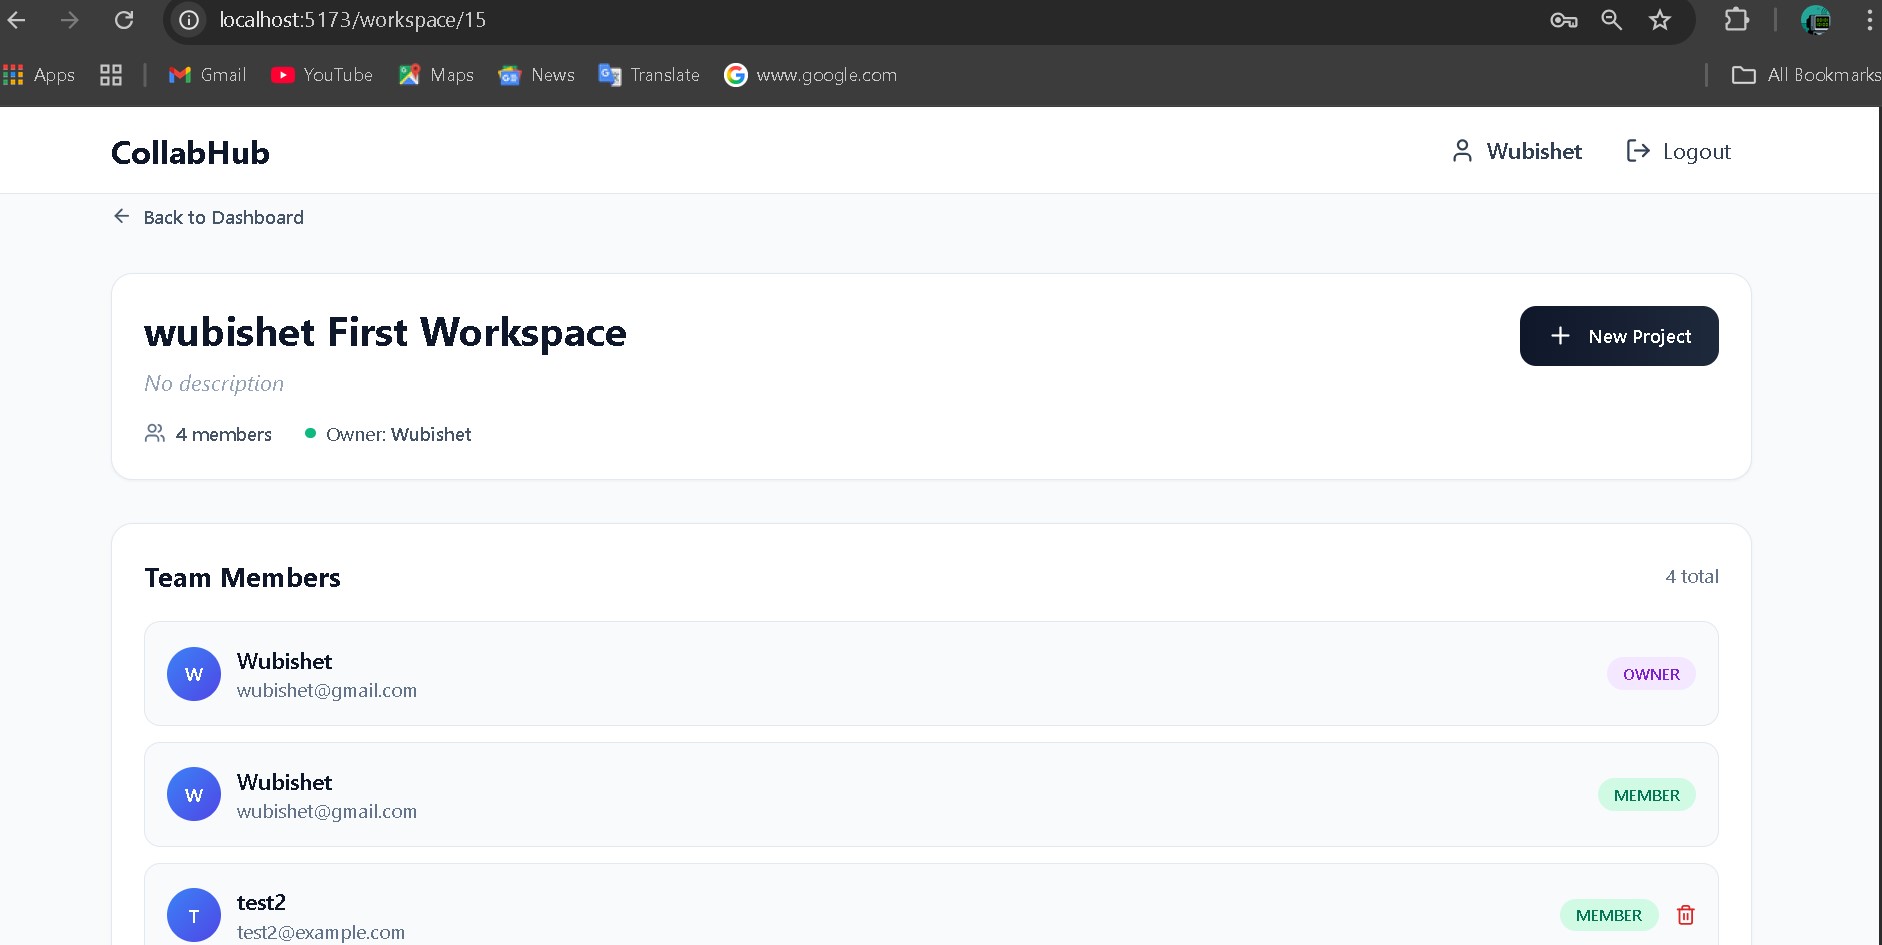 localhost:5173/workspace/15
Apps Gmail YouTube Maps News Translate www.google.com All Bookmarks
CollabHub Wubishet Logout
Back to Dashboard
wubishet First Workspace
New Project
No description
4 members Owner: Wubishet
Team Members 4 total
W
Wubishet
wubishet@gmail.com
OWNER
W
Wubishet
wubishet@gmail.com
MEMBER
T
test2
test2@example.com
MEMBER